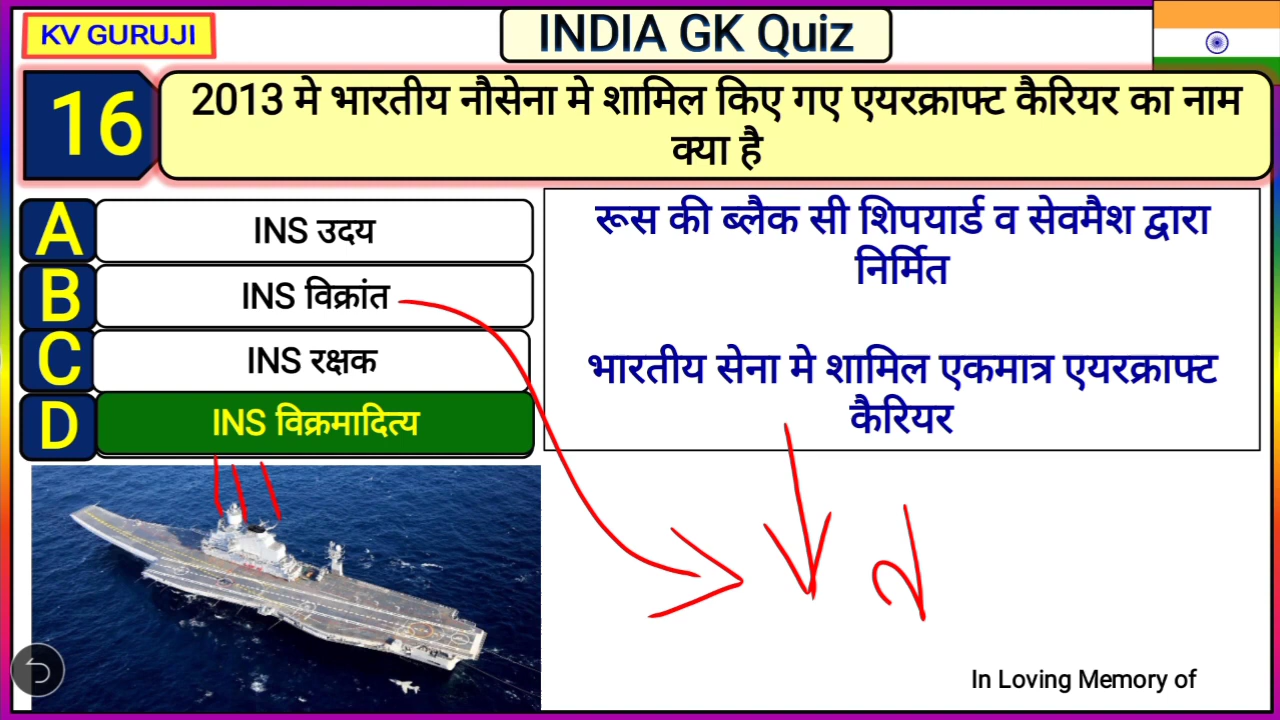 KV GURUJI
INDIA GK Quiz
16
2013 मे भारतीय नौसेना मे शामिल किए गए एयरक्राफ्ट कैरियर का नाम
क्या है
A
INS उदय
B
INS विक्रांत
C
INS रक्षक
D
INS विक्रमादित्य
रूस की ब्लैक सी शिपयार्ड व सेवमैश द्वारा
निर्मित
भारतीय सेना मे शामिल एकमात्र एयरक्राफ्ट
कैरियर
In Loving Memory of